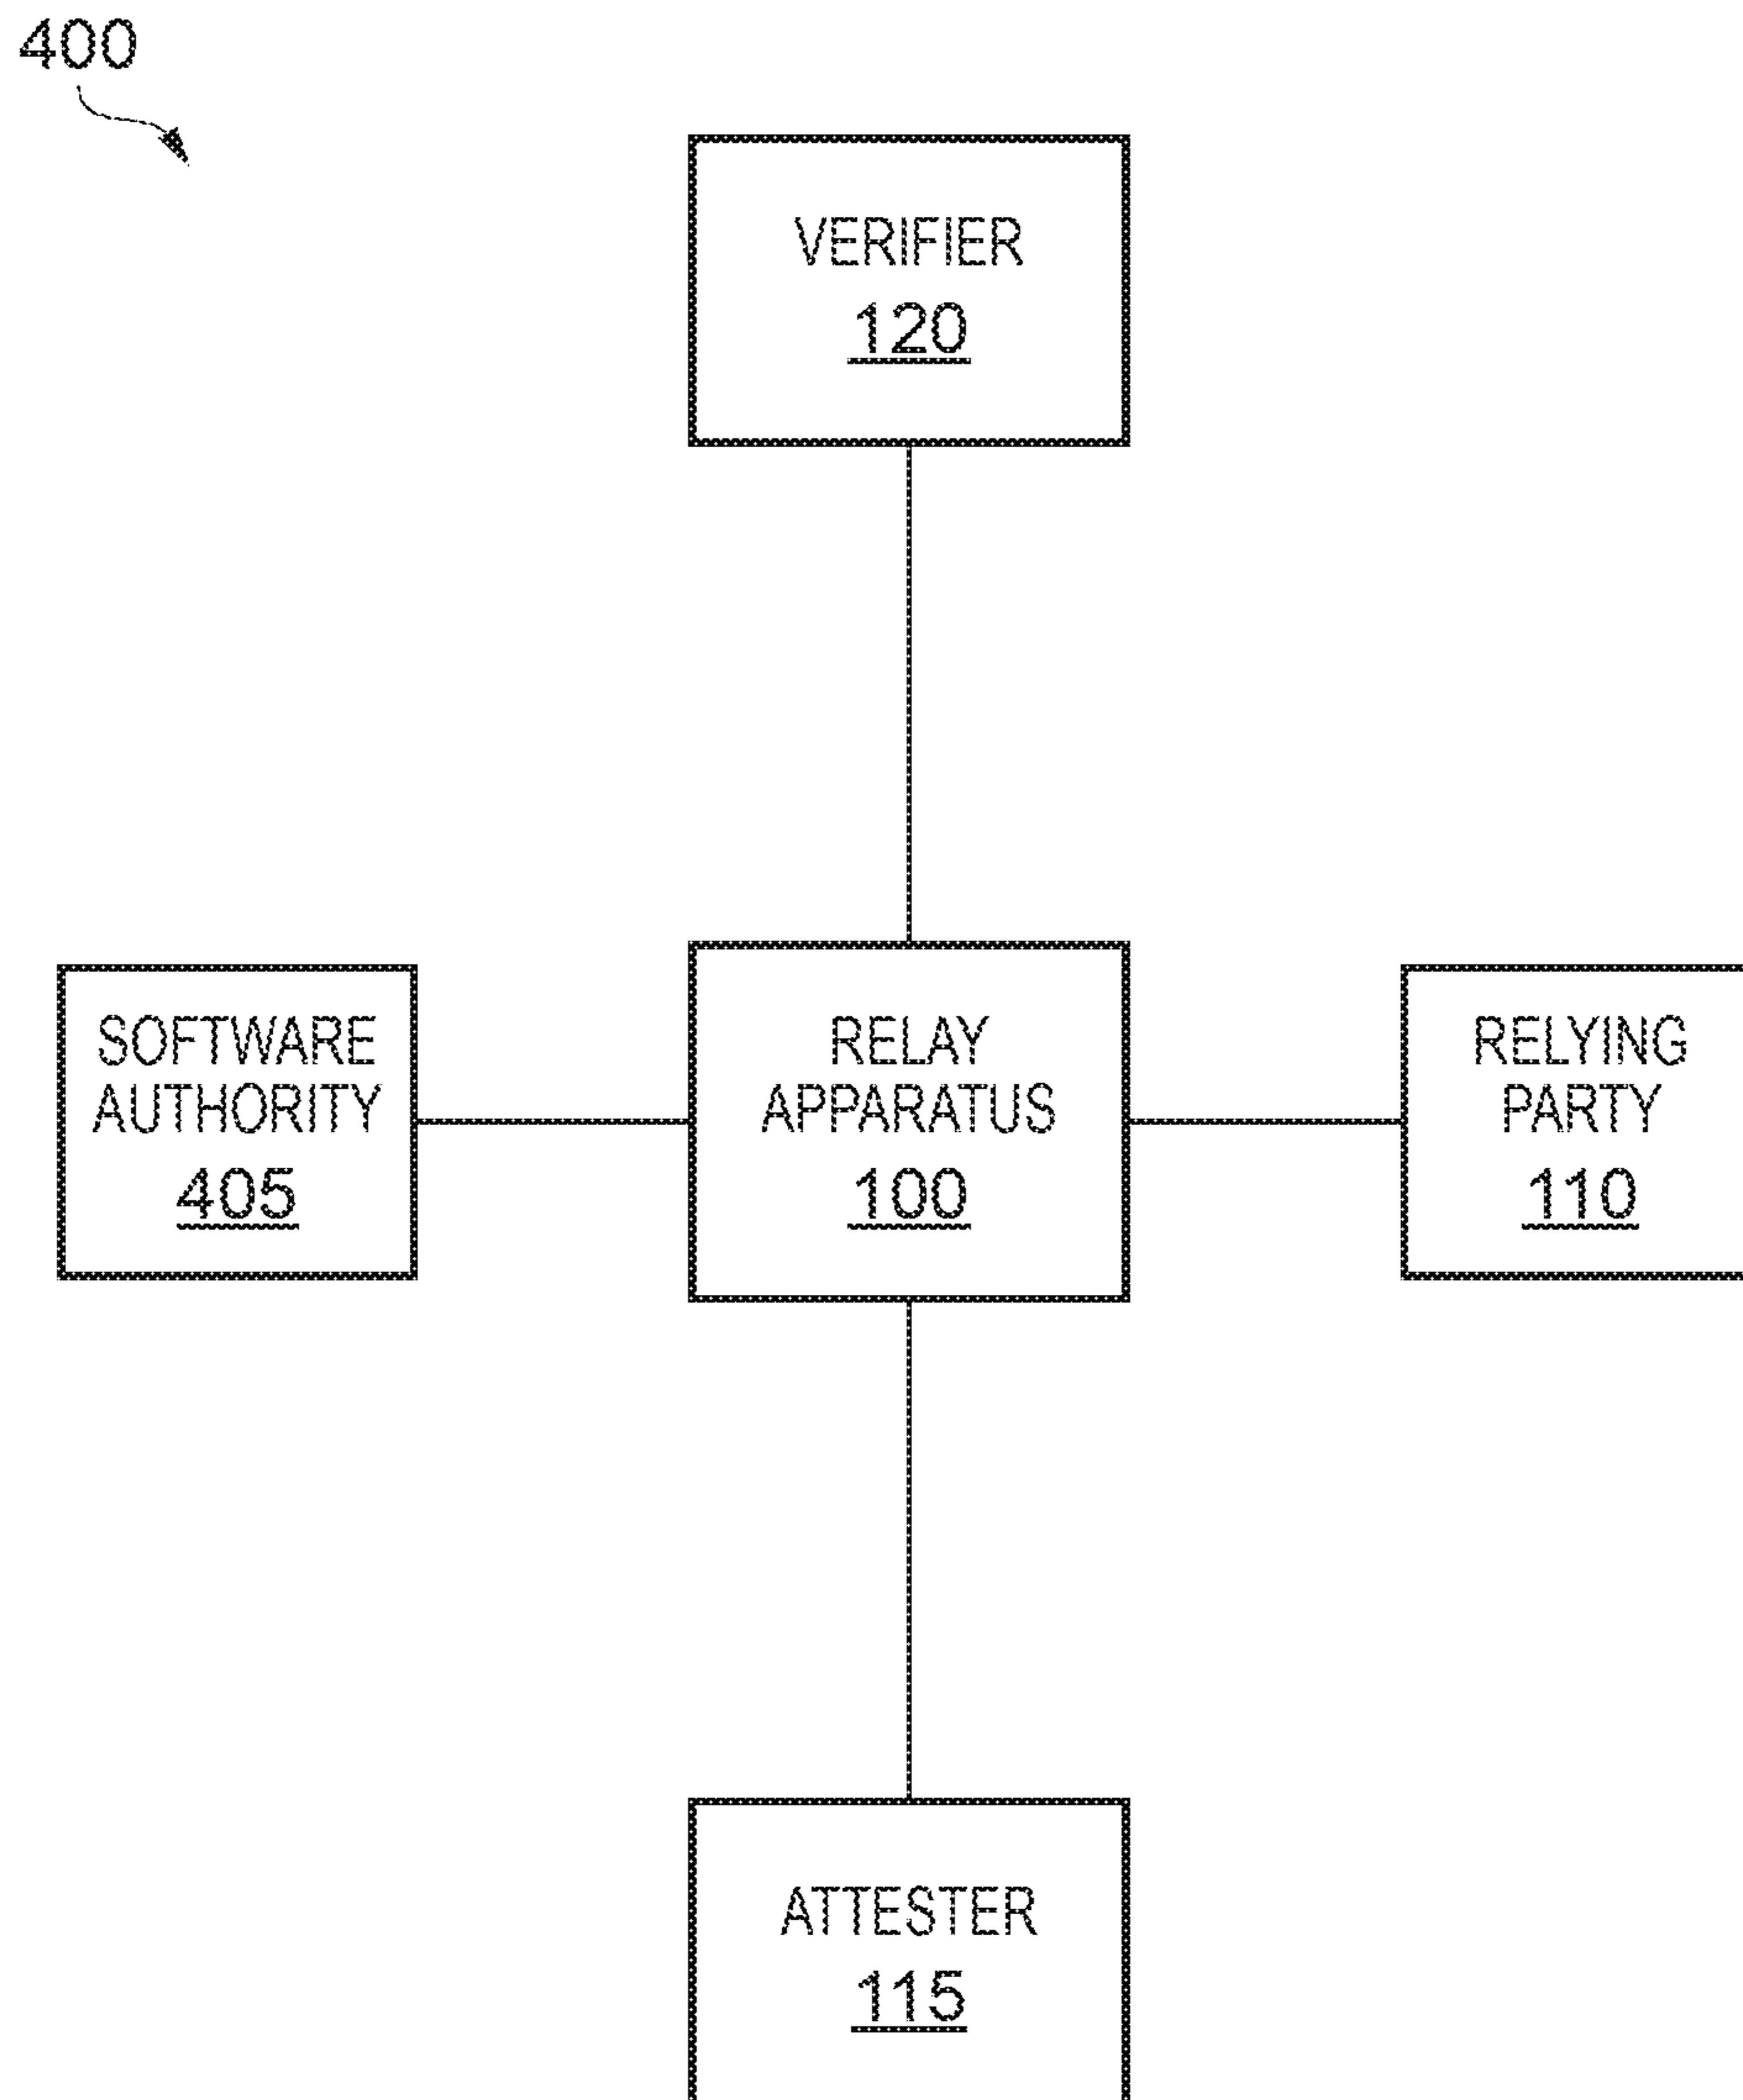 400
VERIFIER
120
SOFTWARE
AUTHORITY
405
RELAY
APPARATUS
100
RELYING
PARTY
110
ATTESTER
115